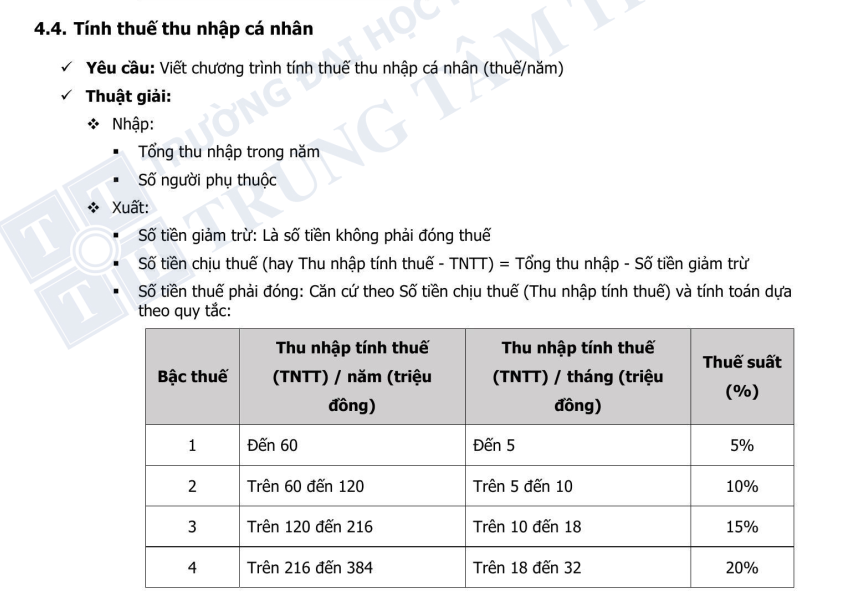 TRƯỜNG ĐẠI HỌC
TRUNG TÂM T
T T
T
4.4. Tính thuế thu nhập cá nhân
✓ Yêu cầu: Viết chương trình tính thuế thu nhập cá nhân (thuế/năm)
✓ Thuật giải:
❖ Nhập:
▪ Tổng thu nhập trong năm
▪ Số người phụ thuộc
❖ Xuất:
▪ Số tiền giảm trừ: Là số tiền không phải đóng thuế
▪ Số tiền chịu thuế (hay Thu nhập tính thuế - TNTT) = Tổng thu nhập - Số tiền giảm trừ
▪ Số tiền thuế phải đóng: Căn cứ theo Số tiền chịu thuế (Thu nhập tính thuế) và tính toán dựa
theo quy tắc:
Bậc thuế
Thu nhập tính thuế
(TNTT) / năm (triệu
đồng)
Thu nhập tính thuế
(TNTT) / tháng (triệu
đồng)
Thuế suất
(%)
1 Đến 60 Đến 5 5%
2 Trên 60 đến 120 Trên 5 đến 10 10%
3 Trên 120 đến 216 Trên 10 đến 18 15%
4 Trên 216 đến 384 Trên 18 đến 32 20%